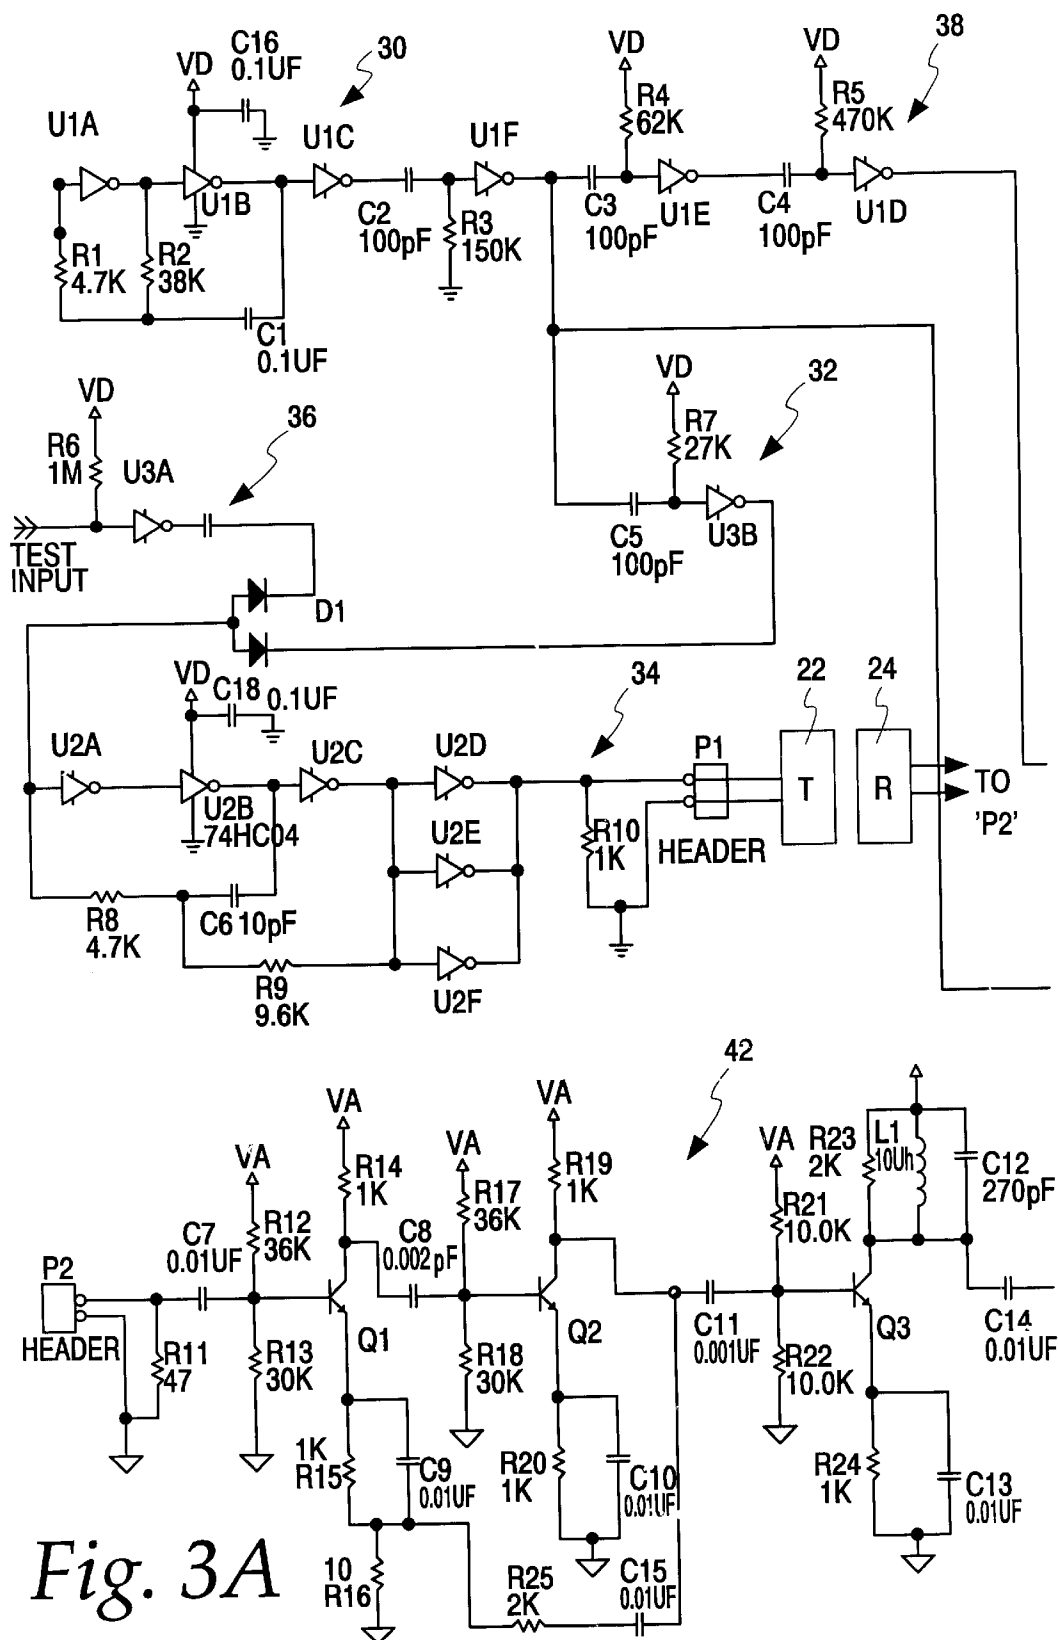 C16
0.1UF
30
VD
U1A
U1B
U1C
U1F
C2
100pF
R3
150K
VD
R4
62K
C3
100pF
U1E
VD
R5
470K
38
C4
100pF
U1D
R1
4.7K
R2
38K
C1
0.1UF
VD
R6
1M
U3A
36
TEST
INPUT
D1
VD
R7
27K
32
C5
100pF
U3B
VD
C18
0.1UF
U2A
U2B
74HC04
U2C
U2D
U2E
U2F
34
R8
4.7K
C6 10pF
R9
9.6K
R10
1K
P1
HEADER
22
T
24
R
TO
'P2'
42
P2
HEADER
C7
0.01UF
R11
47
VA
R12
36K
R13
30K
VA
R14
1K
Q1
1K
R15
C9
0.01UF
10
R16
C8
0.002pF
VA
R17
36K
R18
30K
VA
R19
1K
Q2
R20
1K
C10
0.01UF
R25
2K
C15
0.01UF
C11
0.001UF
VA
R21
10.0K
R22
10.0K
R23
2K
L1
10Uh
C12
270pF
Q3
C14
0.01UF
R24
1K
C13
0.01UF
Fig. 3A